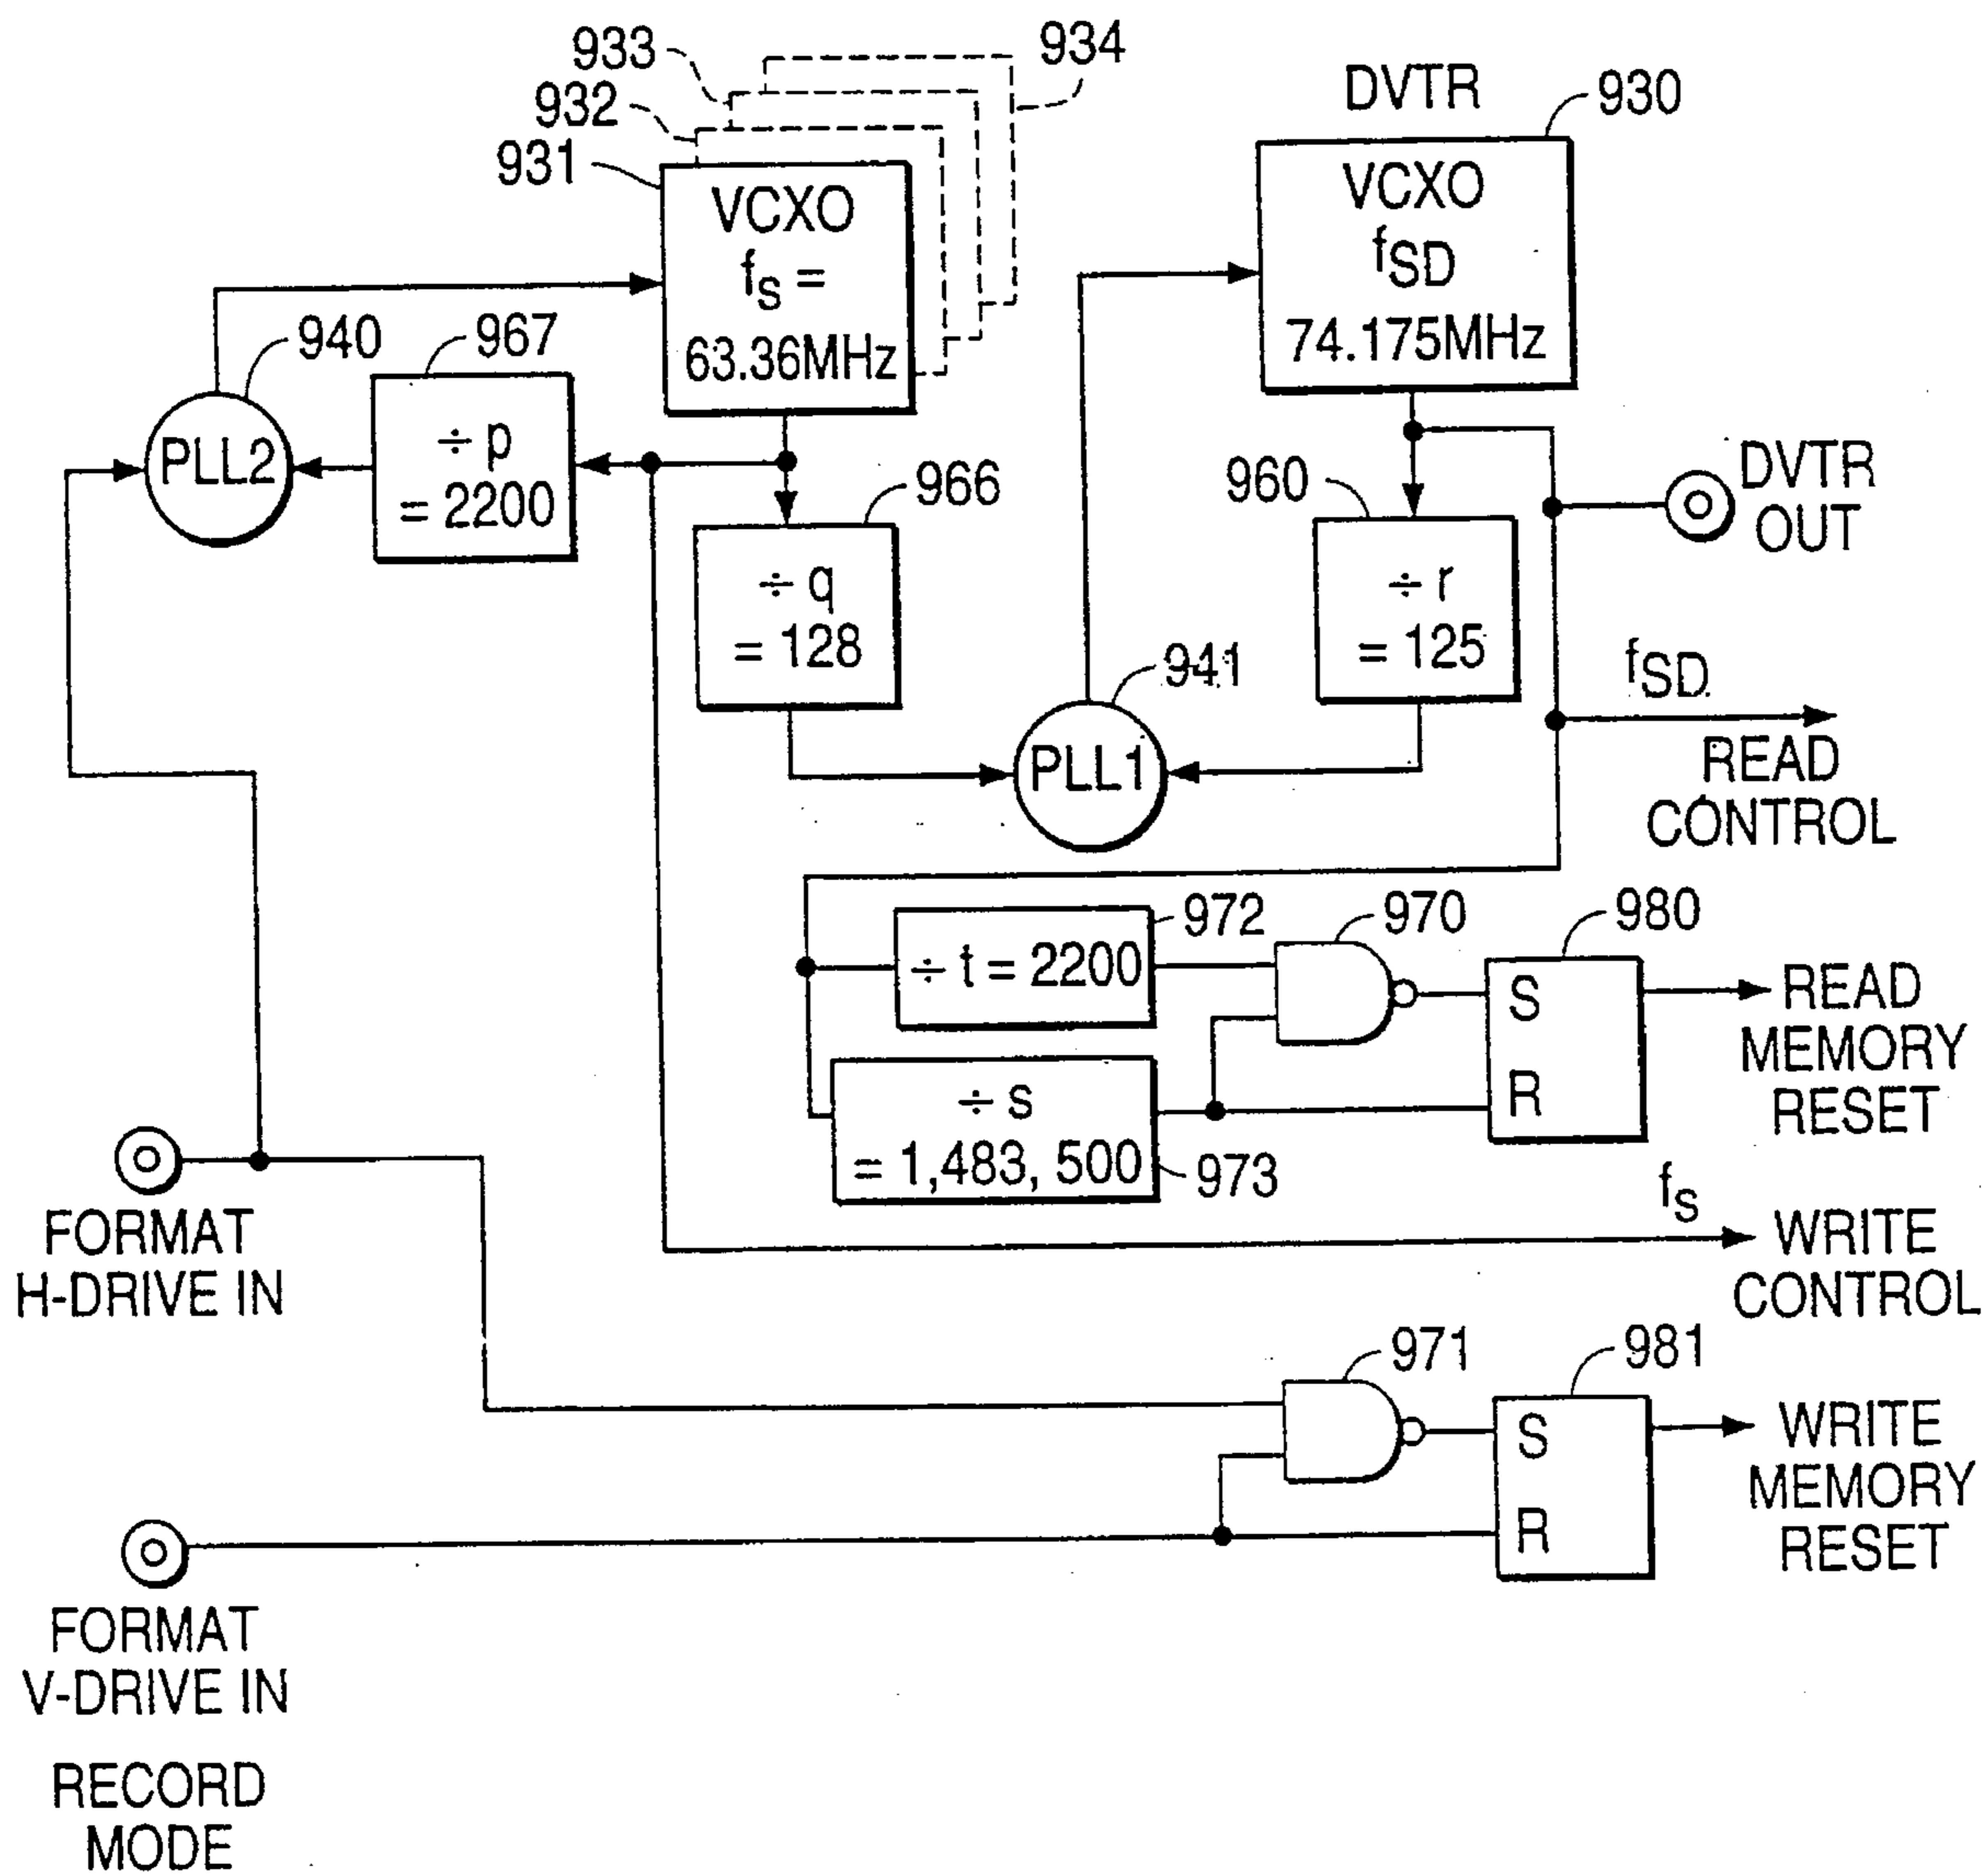 933
934
932
931
DVTR
930
VCXO
fS =
63.36MHz
VCXO
fSD
74.175MHz
940
967
PLL2
÷ p
= 2200
966
960
DVTR
OUT
÷ q
= 128
÷ r
= 125
941
PLL1
fSD
READ
CONTROL
972
970
980
÷ t = 2200
S
R
READ
MEMORY
RESET
÷ s
= 1,483, 500
973
FORMAT
H-DRIVE IN
fS
WRITE
CONTROL
971
981
S
R
WRITE
MEMORY
RESET
FORMAT
V-DRIVE IN
RECORD
MODE